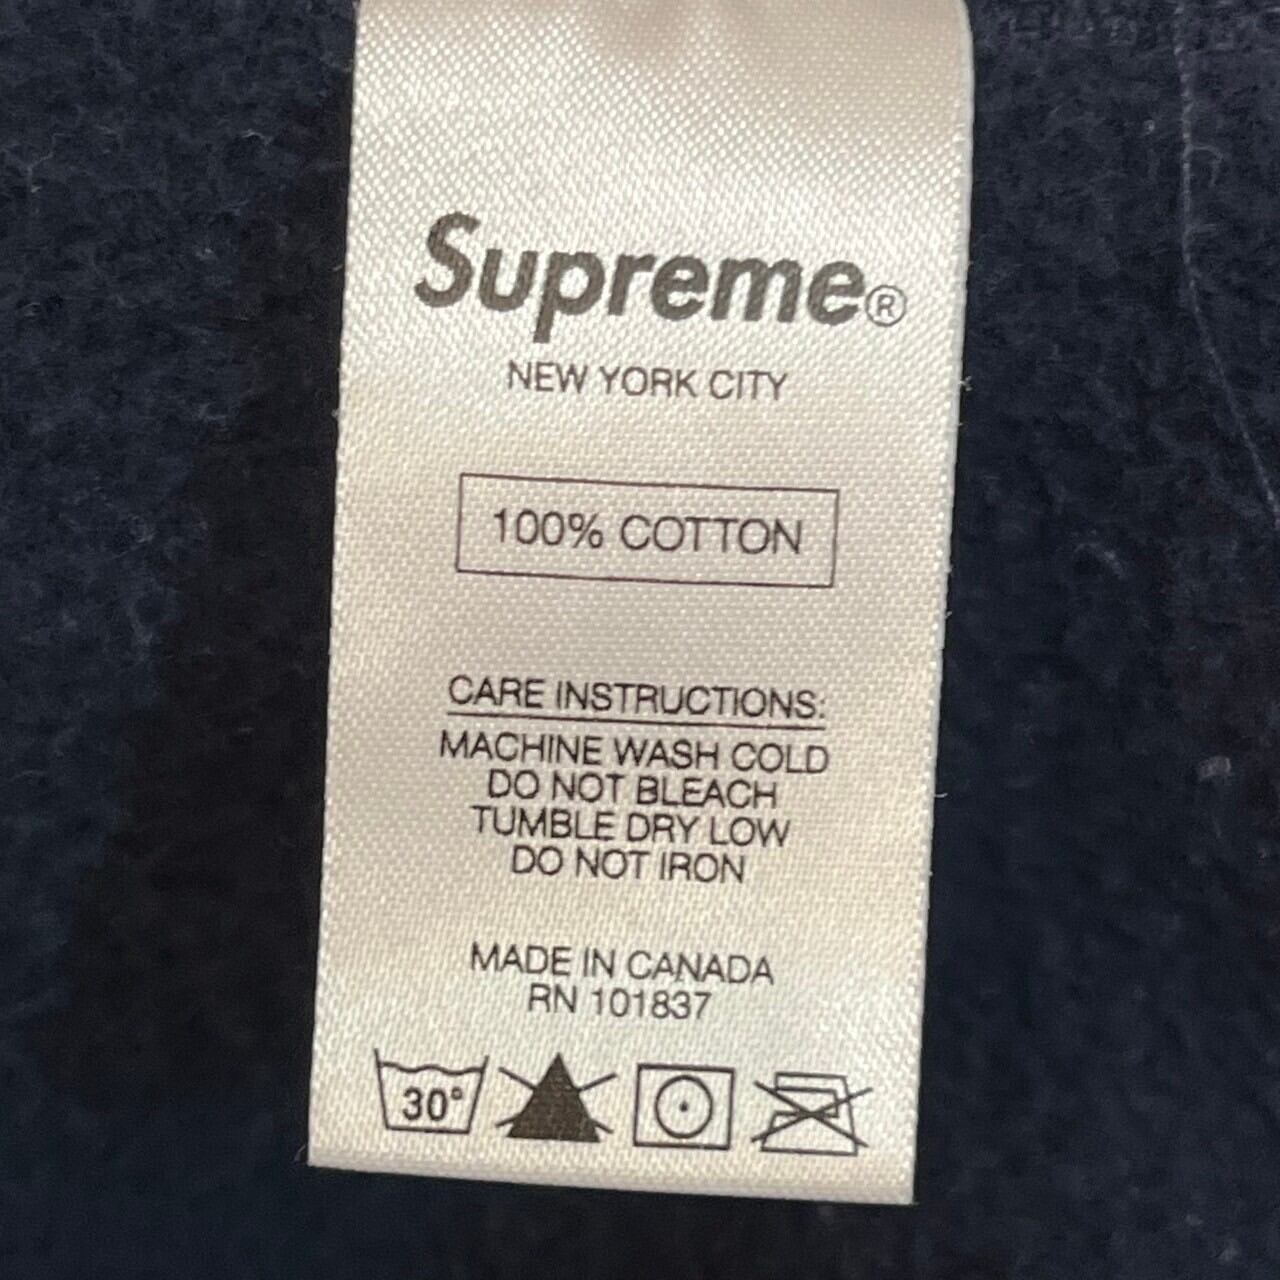 Supreme®
NEW YORK CITY
100% COTTON
CARE INSTRUCTIONS:
MACHINE WASH COLD
DO NOT BLEACH
TUMBLE DRY LOW
DO NOT IRON
MADE IN CANADA
RN 101837
30°